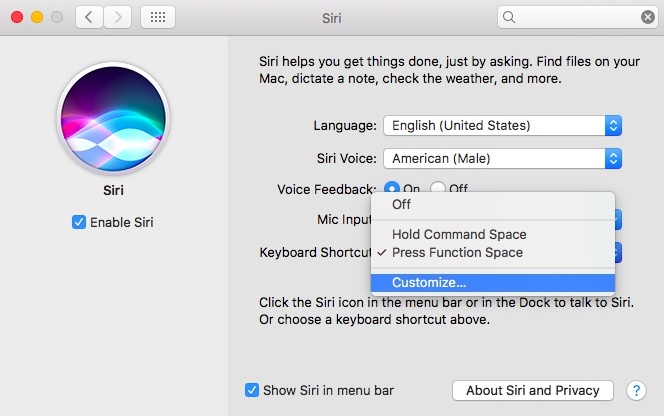 Siri
Siri helps you get things done, just by asking. Find files on your
Mac, dictate a note, check the weather, and more.
Language: English (United States)
Siri Voice: American (Male)
Siri
Voice Feedback: On Off
Enable Siri
Off
Mic Input
Hold Command Space
Keyboard Shortcut
Press Function Space
Customize...
Click the Siri icon in the menu bar or in the Dock to talk to Siri.
Or choose a keyboard shortcut above.
Show Siri in menu bar
About Siri and Privacy
?